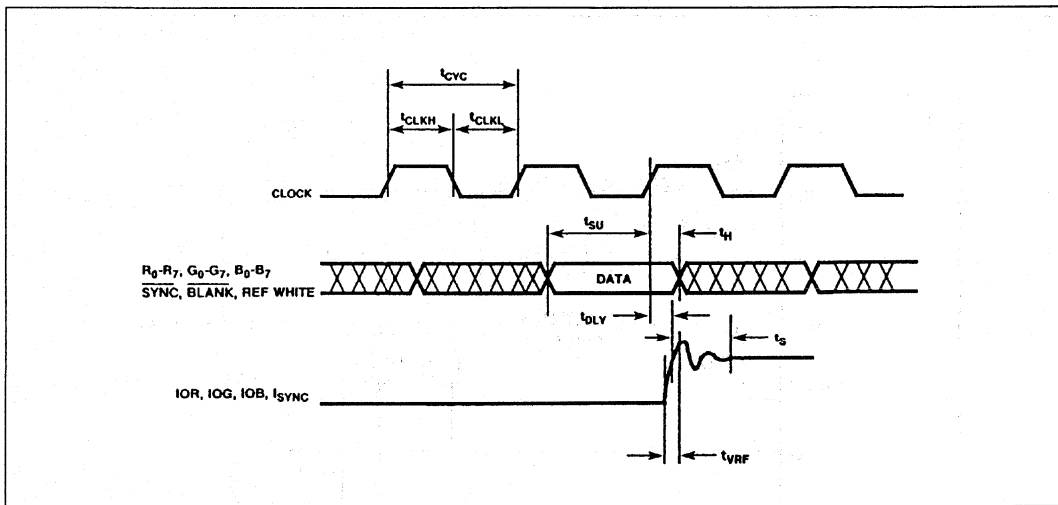 tCYC
tCLKH tCLKL
CLOCK
tSU tH
R0-R7, G0-G7, B0-B7
SYNC, BLANK, REF WHITE
DATA
tDLY tS
IOR, IOG, IOB, ISYNC
tVRF